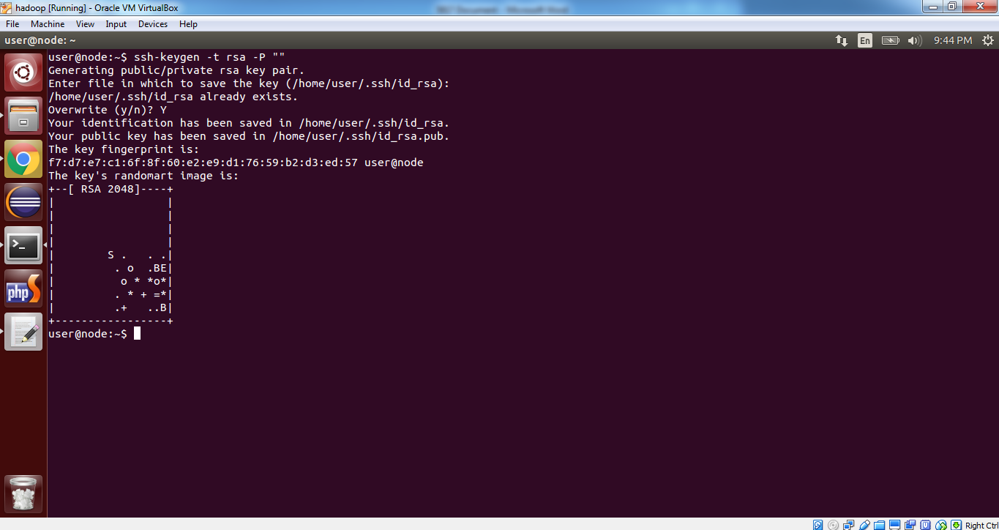 hadoop [Running] - Oracle VM VirtualBox
File Machine View Input Devices Help
user@node: ~ En 9:44 PM
user@node:~$ ssh-keygen -t rsa -P ""
Generating public/private rsa key pair.
Enter file in which to save the key (/home/user/.ssh/id_rsa):
/home/user/.ssh/id_rsa already exists.
Overwrite (y/n)? Y
Your identification has been saved in /home/user/.ssh/id_rsa.
Your public key has been saved in /home/user/.ssh/id_rsa.pub.
The key fingerprint is:
f7:d7:e7:c1:6f:8f:60:e2:e9:d1:76:59:b2:d3:ed:57 user@node
The key's randomart image is:
+--[ RSA 2048]----+
|                 |
|                 |
|                 |
|                 |
|        S .   . .|
|         . o  .BE|
|          o * *o*|
|         . * + =*|
|         .+   ..B|
+-----------------+
user@node:~$
php S
Right Ctrl